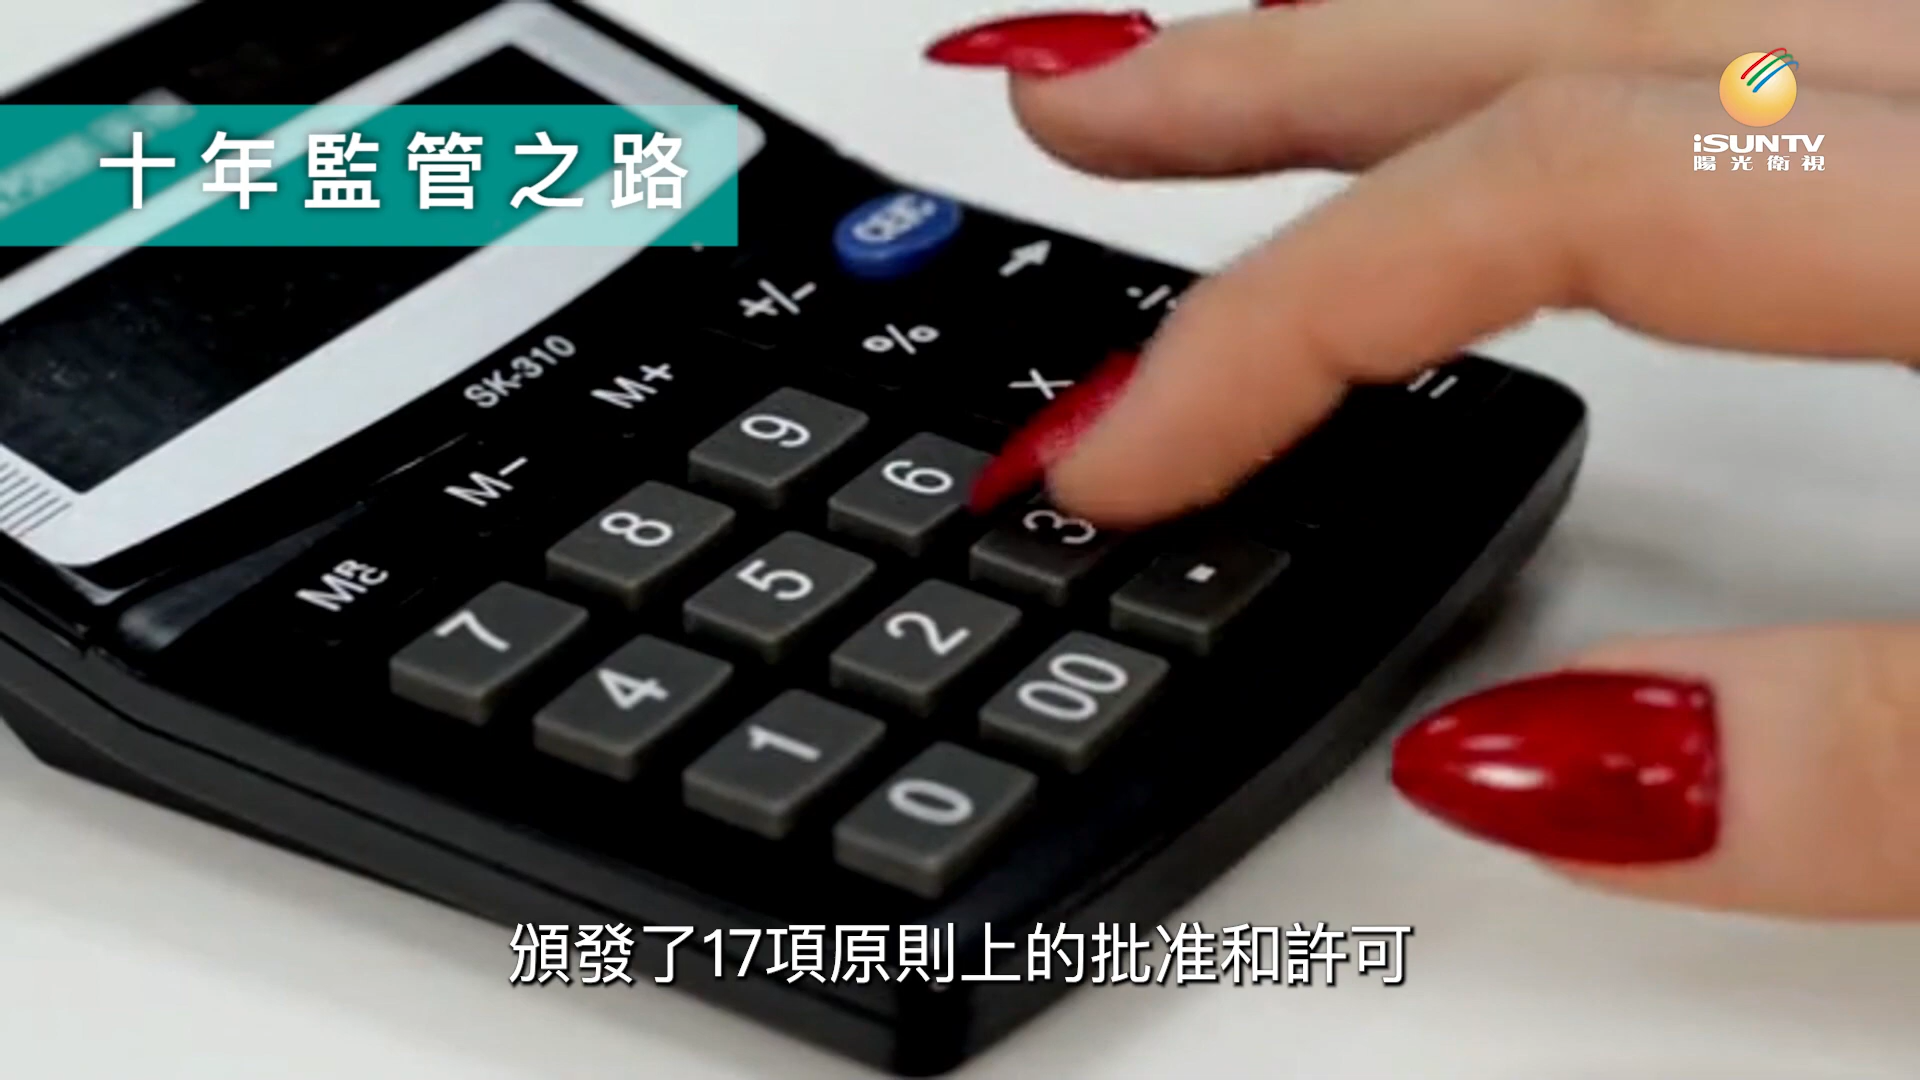 十年監管之路
iSUNTV
陽光衛視
SK-310
+/−
→
÷
M+
%
X
=
M−
9
6
3
MRC
8
5
2
.
7
4
1
00
0
頒發了17項原則上的批准和許可